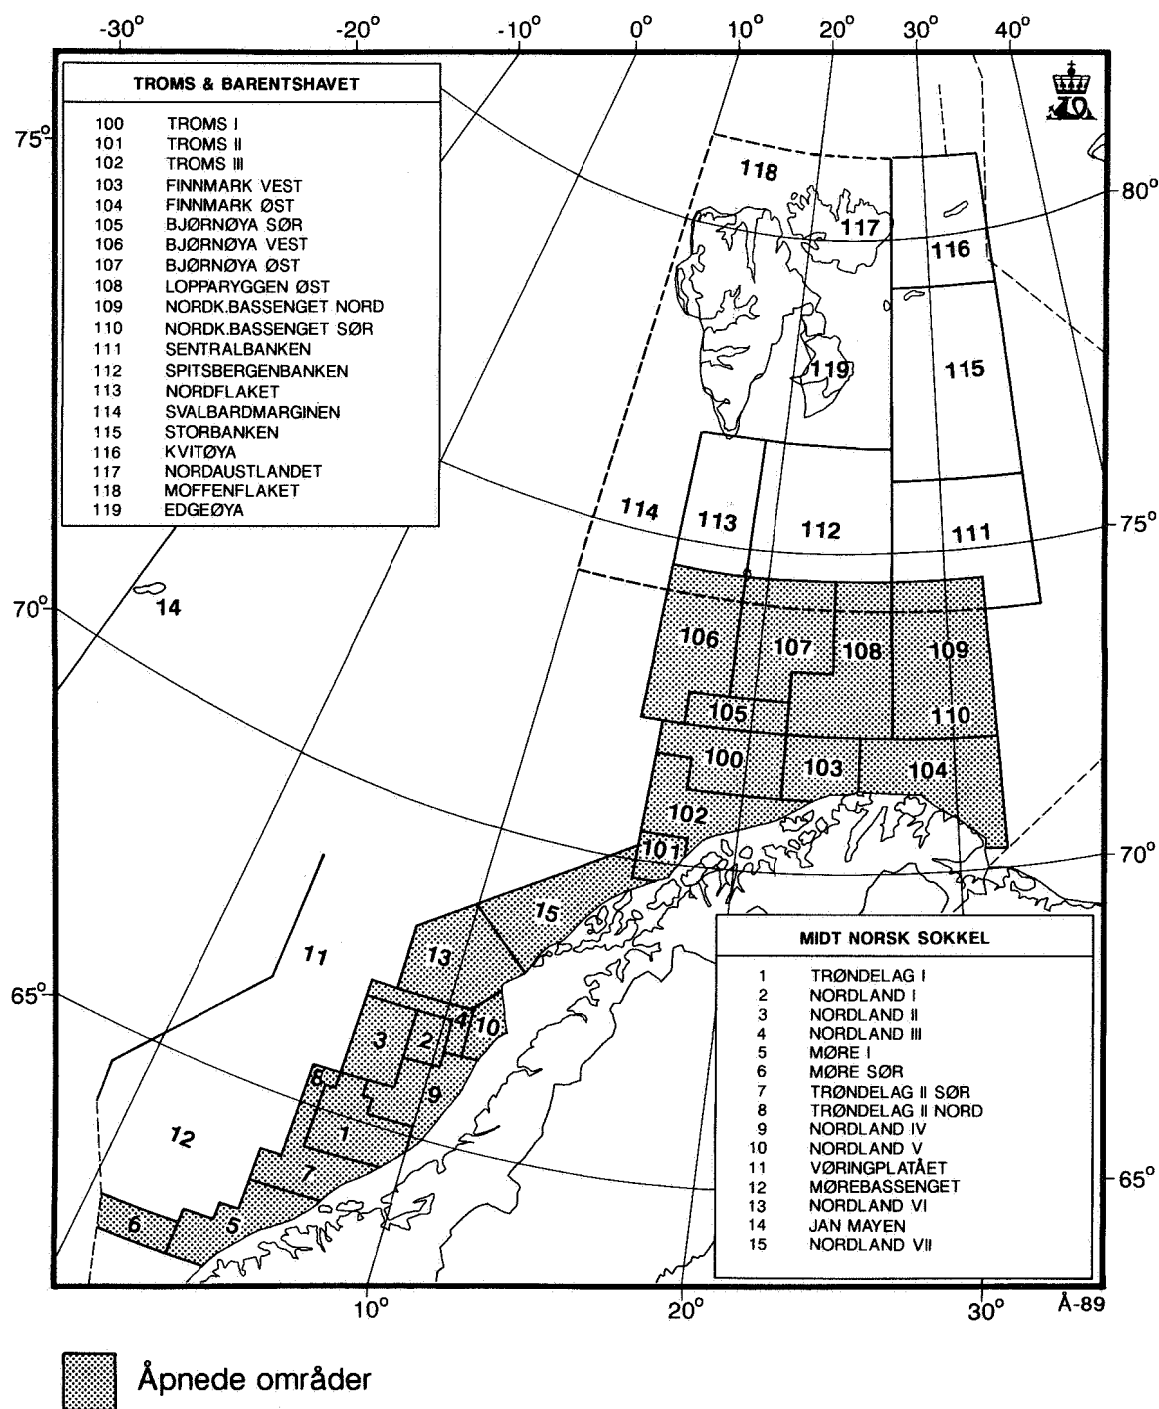 -30° -20° -10° 0° 10° 20° 30° 40°
TROMS & BARENTSHAVET
100 TROMS I
101 TROMS II
102 TROMS III
103 FINNMARK VEST
104 FINNMARK ØST
105 BJØRNØYA SØR
106 BJØRNØYA VEST
107 BJØRNØYA ØST
108 LOPPARYGGEN ØST
109 NORDK.BASSENGET NORD
110 NORDK.BASSENGET SØR
111 SENTRALBANKEN
112 SPITSBERGENBANKEN
113 NORDFLAKET
114 SVALBARDMARGINEN
115 STORBANKEN
116 KVITØYA
117 NORDAUSTLANDET
118 MOFFENFLAKET
119 EDGEØYA
75°
80°
118
117
116
119
115
114
113
112
111
75°
70°
14
106
107
108
109
105
110
100
103
104
102
101
70°
15
11
13
65°
3
2
4
10
8
9
1
12
7
6
5
65°
MIDT NORSK SOKKEL
1 TRØNDELAG I
2 NORDLAND I
3 NORDLAND II
4 NORDLAND III
5 MØRE I
6 MØRE SØR
7 TRØNDELAG II SØR
8 TRØNDELAG II NORD
9 NORDLAND IV
10 NORDLAND V
11 VØRINGPLATÅET
12 MØREBASSENGET
13 NORDLAND VI
14 JAN MAYEN
15 NORDLAND VII
10° 20° 30° Å-89
Åpnede områder